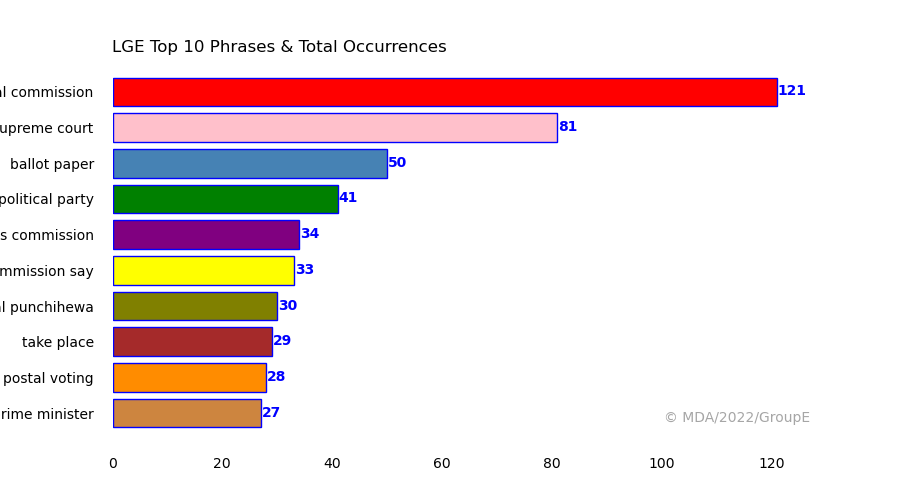 LGE Top 10 Phrases & Total Occurrences
l commission 121
upreme court 81
ballot paper 50
political party 41
s commission 34
mmission say 33
l punchihewa 30
take place 29
postal voting 28
rime minister 27
© MDA/2022/GroupE
0 20 40 60 80 100 120